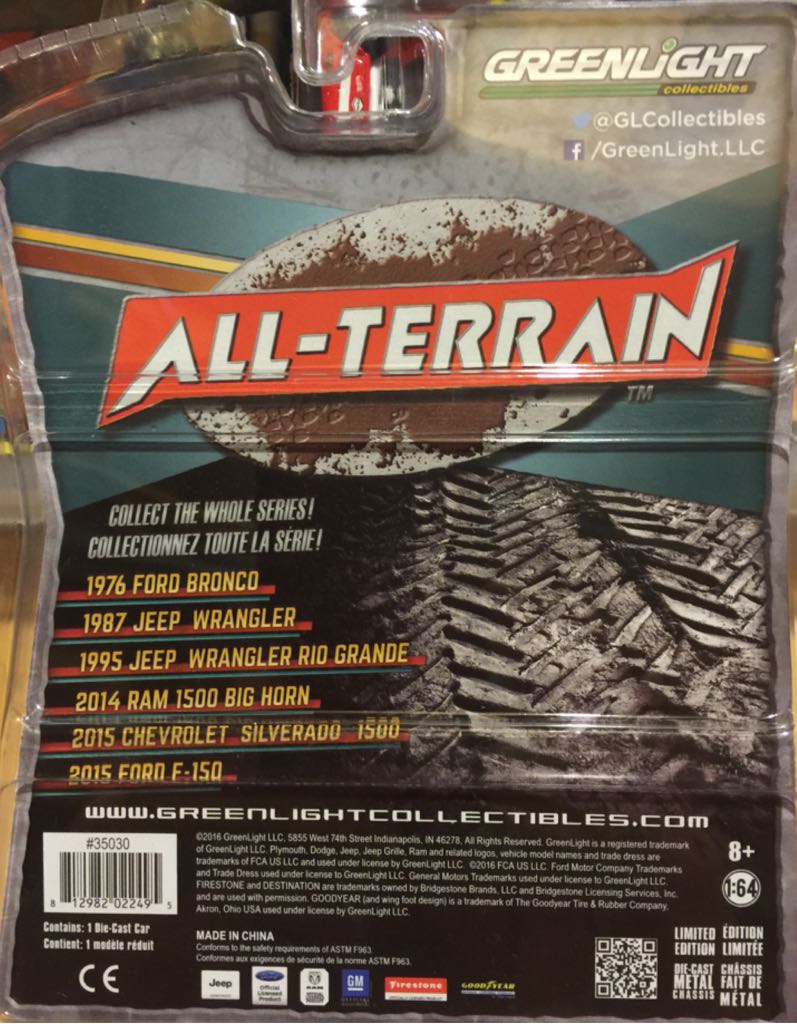 GREENLiGHT
collectibles
@GLCollectibles
f /GreenLight.LLC
ALL-TERRAIN
TM
COLLECT THE WHOLE SERIES!
COLLECTIONNEZ TOUTE LA SÉRIE!
1976 FORD BRONCO
1987 JEEP WRANGLER
1995 JEEP WRANGLER RIO GRANDE
2014 RAM 1500 BIG HORN
2015 CHEVROLET SILVERADO 1500
2015 FORD F-150
WWW.GREENLIGHTCOLLECTIBLES.COM
#35030
8 12982 02249 5
Contains: 1 Die-Cast Car
Contient: 1 modèle réduit
CE
©2016 GreenLight LLC, 5855 West 74th Street Indianapolis, IN 46278, All Rights Reserved. GreenLight is a registered trademark
of GreenLight LLC. Plymouth, Dodge, Jeep, Jeep Grille, Ram and related logos, vehicle model names and trade dress are
trademarks of FCA US LLC and used under license by GreenLight LLC. ©2016 FCA US LLC. Ford Motor Company Trademarks
and Trade Dress used under license to GreenLight LLC. General Motors Trademarks used under license to GreenLight LLC.
FIRESTONE and DESTINATION are trademarks owned by Bridgestone Brands, LLC and Bridgestone Licensing Services, Inc.
and are used with permission. GOODYEAR (and wing foot design) is a trademark of The Goodyear Tire & Rubber Company,
Akron, Ohio USA used under license by GreenLight LLC.
8+
1:64
MADE IN CHINA
Conforms to the safety requirements of ASTM F963.
Conformes aux exigences de sécurité de la norme ASTM F963.
Jeep
Ford
Official
Licensed
Product
RAM
GM
Firestone
GOODYEAR
LIMITED
EDITION
ÉDITION
LIMITÉE
DIE-CAST
METAL
CHASSIS
CHÂSSIS
FAIT DE
MÉTAL